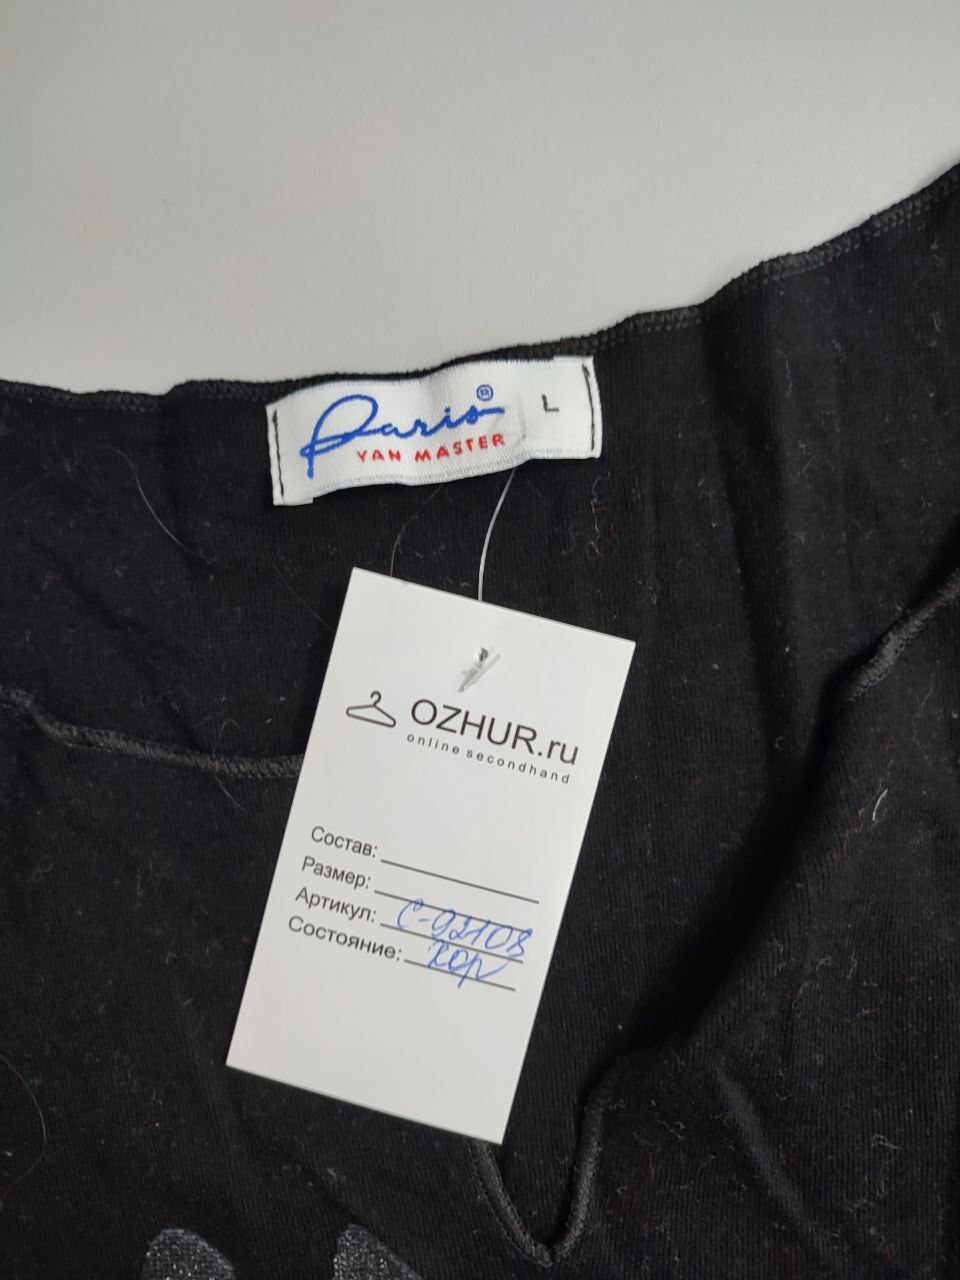 Paris®
YAN MASTER
L
OZHUR.ru
online secondhand
Состав:
Размер:
Артикул: С-92108
Состояние: хор